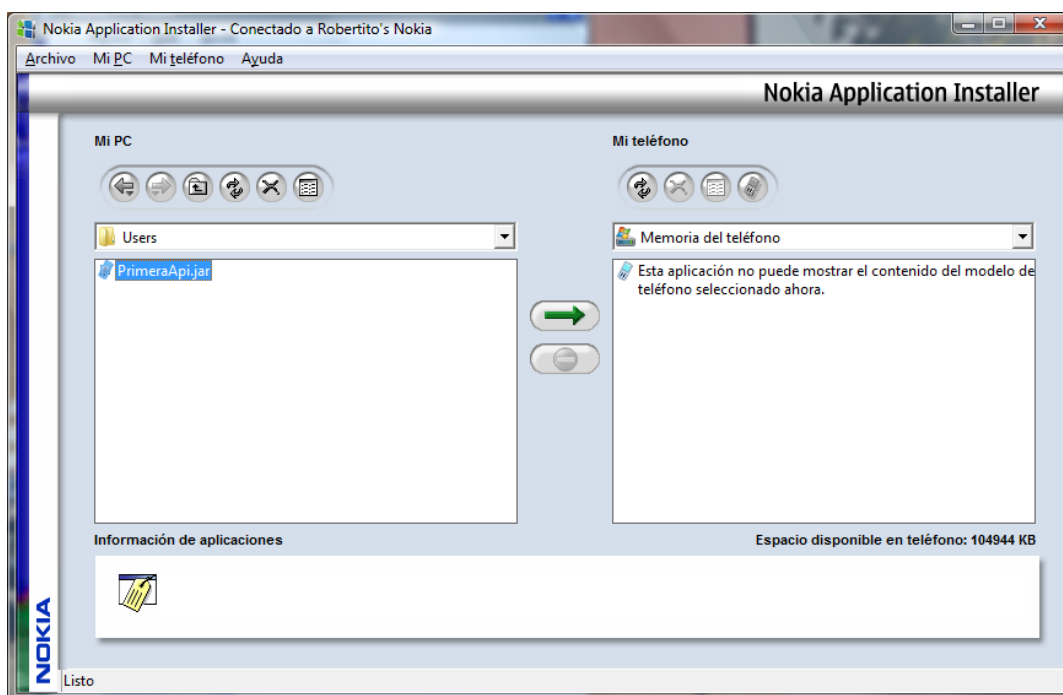 Nokia Application Installer - Conectado a Robertito's Nokia
Archivo Mi PC Mi teléfono Ayuda
Nokia Application Installer
Mi PC
Mi teléfono
Users
Memoria del teléfono
PrimeraApi.jar
Esta aplicación no puede mostrar el contenido del modelo de
teléfono seleccionado ahora.
Información de aplicaciones
Espacio disponible en teléfono: 104944 KB
NOKIA
Listo